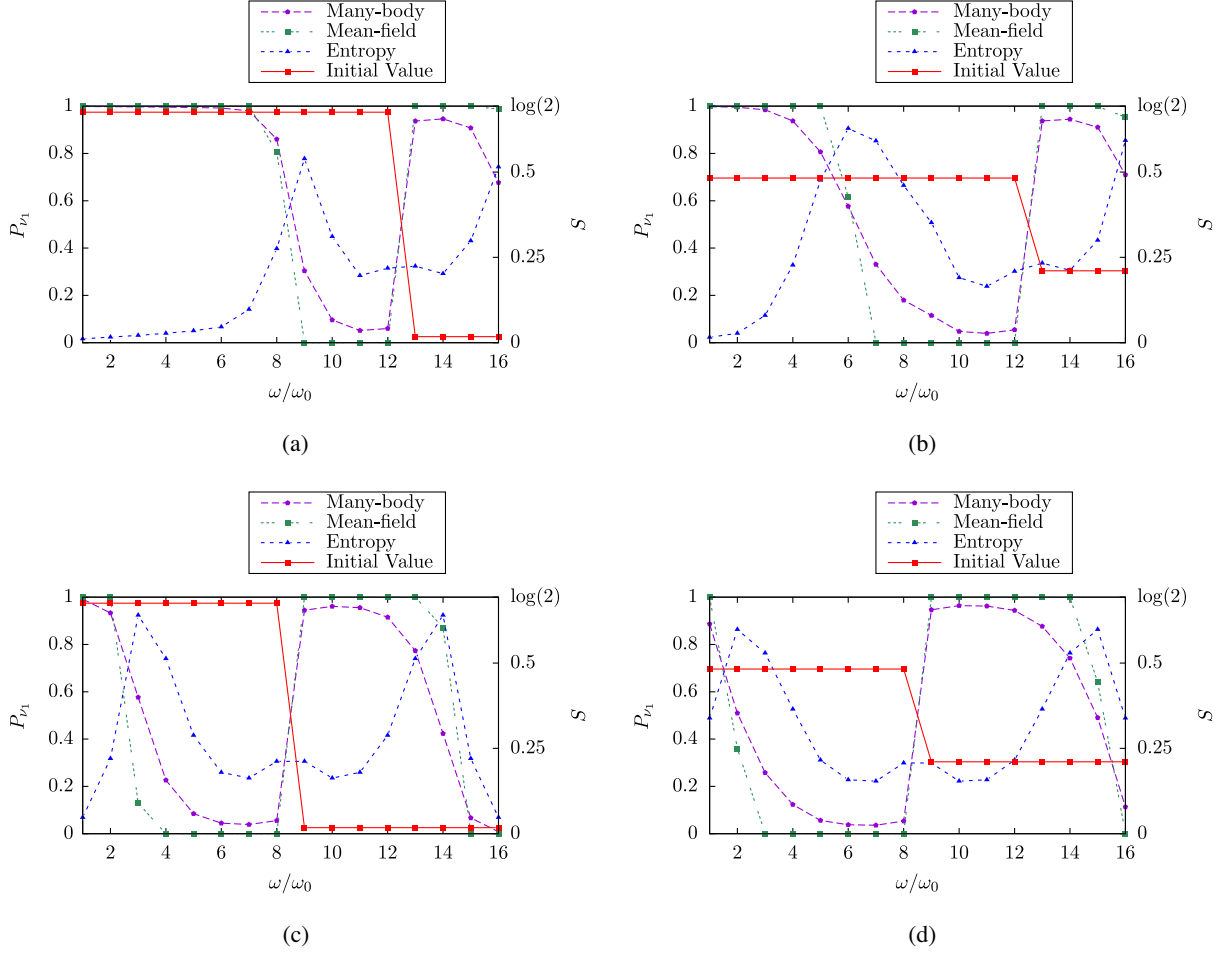 Many-body
Mean-field
Entropy
Initial Value
1
0.8
0.6
0.4
0.2
0
P_{ν_1}
log(2)
0.5
0.25
0
S
2 4 6 8 10 12 14 16
ω/ω_0
(a)
Many-body
Mean-field
Entropy
Initial Value
1
0.8
0.6
0.4
0.2
0
P_{ν_1}
log(2)
0.5
0.25
0
S
2 4 6 8 10 12 14 16
ω/ω_0
(b)
Many-body
Mean-field
Entropy
Initial Value
1
0.8
0.6
0.4
0.2
0
P_{ν_1}
log(2)
0.5
0.25
0
S
2 4 6 8 10 12 14 16
ω/ω_0
(c)
Many-body
Mean-field
Entropy
Initial Value
1
0.8
0.6
0.4
0.2
0
P_{ν_1}
log(2)
0.5
0.25
0
S
2 4 6 8 10 12 14 16
ω/ω_0
(d)